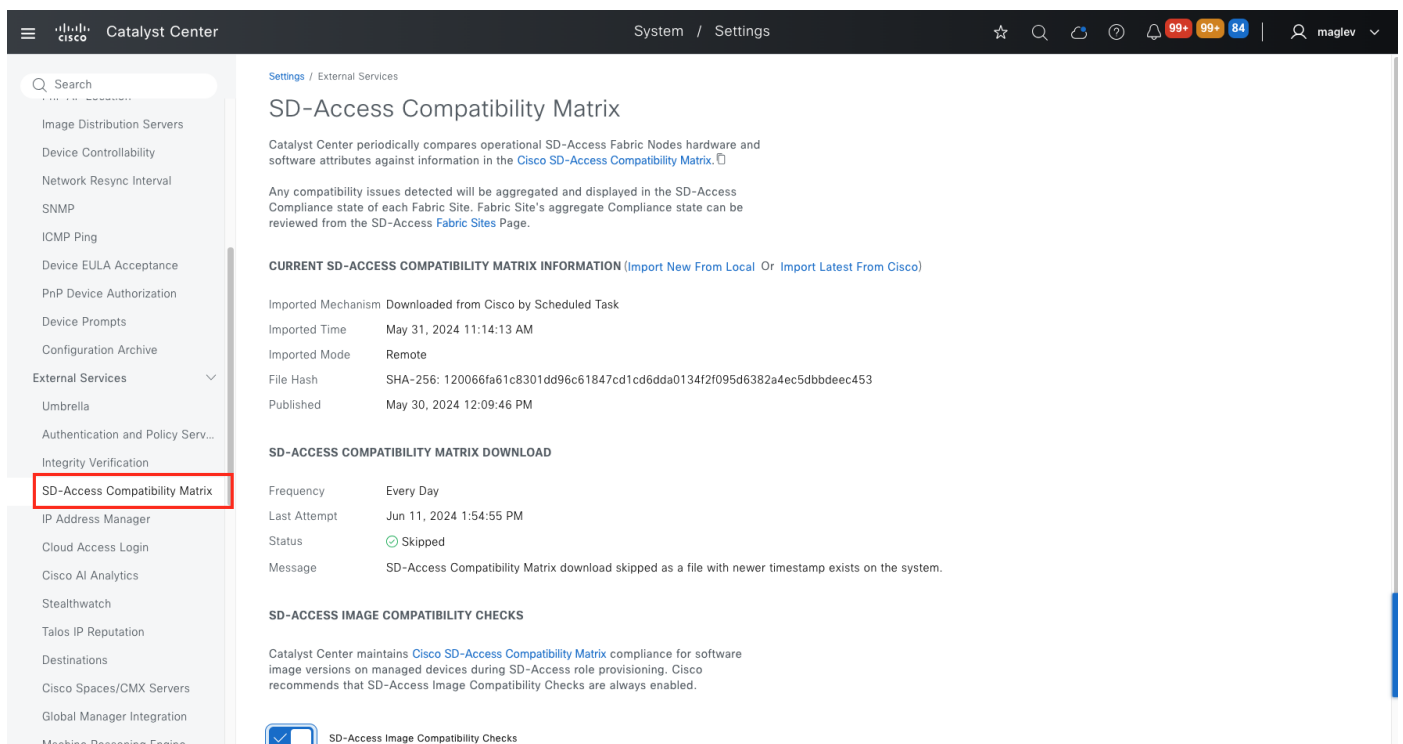 cisco Catalyst Center
System / Settings
99+ 99+ 84
maglev
Search
Image Distribution Servers
Device Controllability
Network Resync Interval
SNMP
ICMP Ping
Device EULA Acceptance
PnP Device Authorization
Device Prompts
Configuration Archive
External Services
Umbrella
Authentication and Policy Serv...
Integrity Verification
SD-Access Compatibility Matrix
IP Address Manager
Cloud Access Login
Cisco AI Analytics
Stealthwatch
Talos IP Reputation
Destinations
Cisco Spaces/CMX Servers
Global Manager Integration
Machine Reasoning Engine
Settings / External Services
SD-Access Compatibility Matrix
Catalyst Center periodically compares operational SD-Access Fabric Nodes hardware and
software attributes against information in the Cisco SD-Access Compatibility Matrix.
Any compatibility issues detected will be aggregated and displayed in the SD-Access
Compliance state of each Fabric Site. Fabric Site's aggregate Compliance state can be
reviewed from the SD-Access Fabric Sites Page.
CURRENT SD-ACCESS COMPATIBILITY MATRIX INFORMATION (Import New From Local Or Import Latest From Cisco)
Imported Mechanism Downloaded from Cisco by Scheduled Task
Imported Time May 31, 2024 11:14:13 AM
Imported Mode Remote
File Hash SHA-256: 120066fa61c8301dd96c61847cd1cd6dda0134f2f095d6382a4ec5dbbdeec453
Published May 30, 2024 12:09:46 PM
SD-ACCESS COMPATIBILITY MATRIX DOWNLOAD
Frequency Every Day
Last Attempt Jun 11, 2024 1:54:55 PM
Status Skipped
Message SD-Access Compatibility Matrix download skipped as a file with newer timestamp exists on the system.
SD-ACCESS IMAGE COMPATIBILITY CHECKS
Catalyst Center maintains Cisco SD-Access Compatibility Matrix compliance for software
image versions on managed devices during SD-Access role provisioning. Cisco
recommends that SD-Access Image Compatibility Checks are always enabled.
SD-Access Image Compatibility Checks